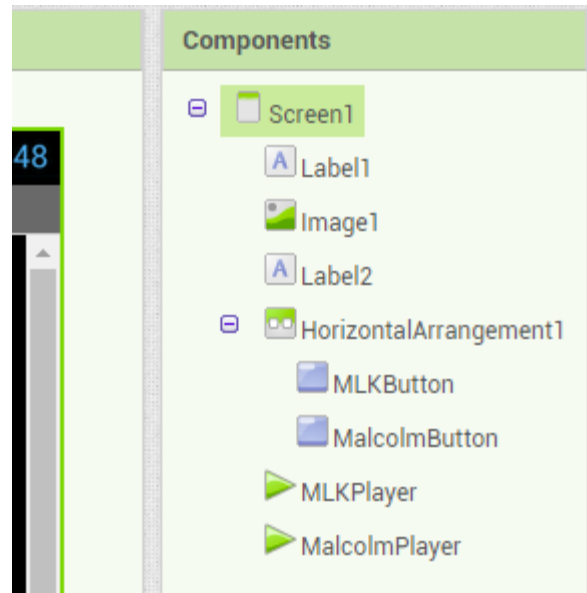 Components
Screen1
48
A Label1
Image1
A Label2
HorizontalArrangement1
MLKButton
MalcolmButton
MLKPlayer
MalcolmPlayer